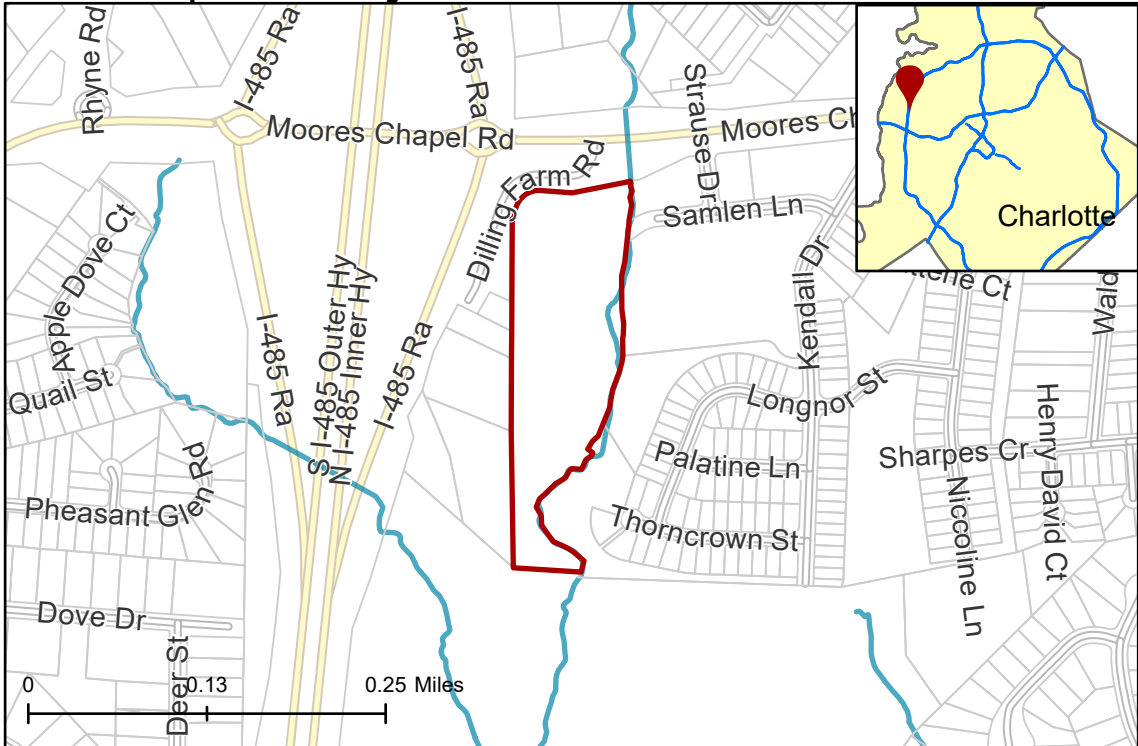 Rhyne Rd
I-485 Ra
I-485 Ra
Moores Chapel Rd
Strause Dr
Moores Ch
Dilling Farm Rd
Samlen Ln
Charlotte
Apple Dove Ct
Kendall Dr
Ct
Wald
Quail St
I-485 Ra
S I-485 Outer Hy
N I-485 Inner Hy
I-485 Ra
Longnor St
Henry David Ct
Palatine Ln
Sharpes Cr
Pheasant Glen Rd
Thorncrown St
Niccoline Ln
Dove Dr
Deer St
0 0.13 0.25 Miles